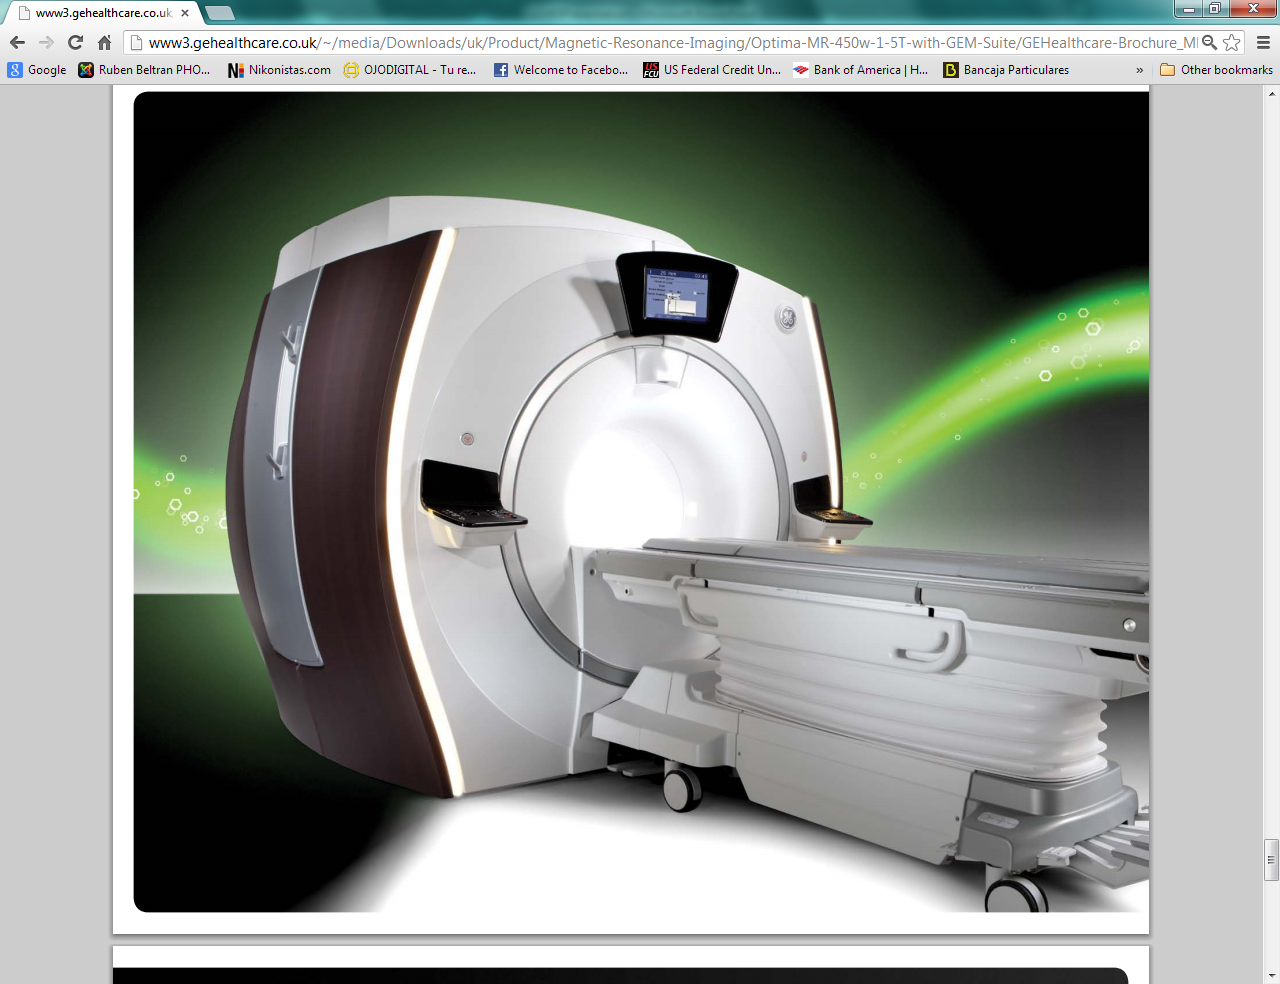 www3.gehealthcare.co.uk
www3.gehealthcare.co.uk/~/media/Downloads/uk/Product/Magnetic-Resonance-Imaging/Optima-MR-450w-1-5T-with-GEM-Suite/GEHealthcare-Brochure_MI
Google Ruben Beltran PHO... Nikonistas.com OJODIGITAL - Tu re... Welcome to Facebo... US Federal Credit Un... Bank of America | H... Bancaja Particulares » Other bookmarks